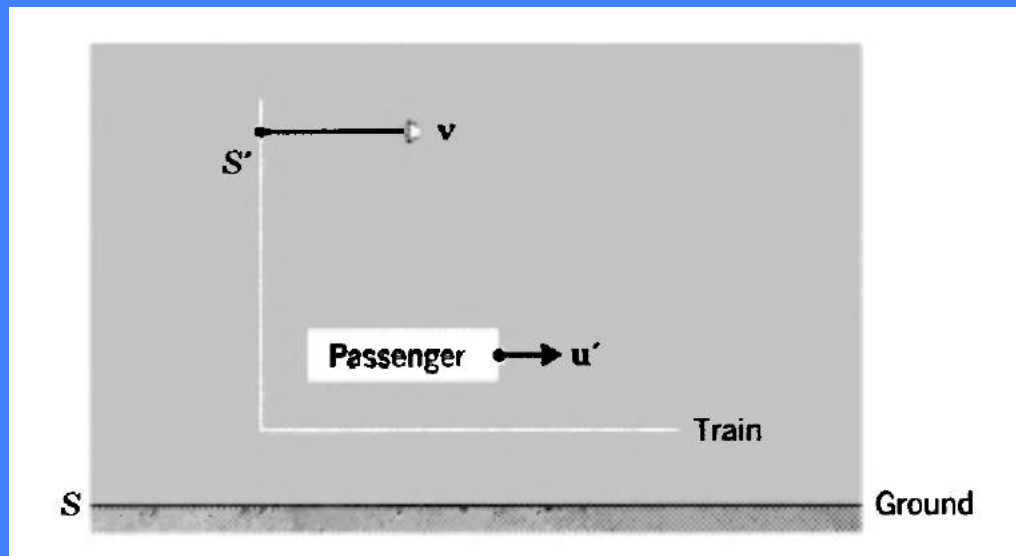 v
S′
Passenger
u′
Train
S
Ground